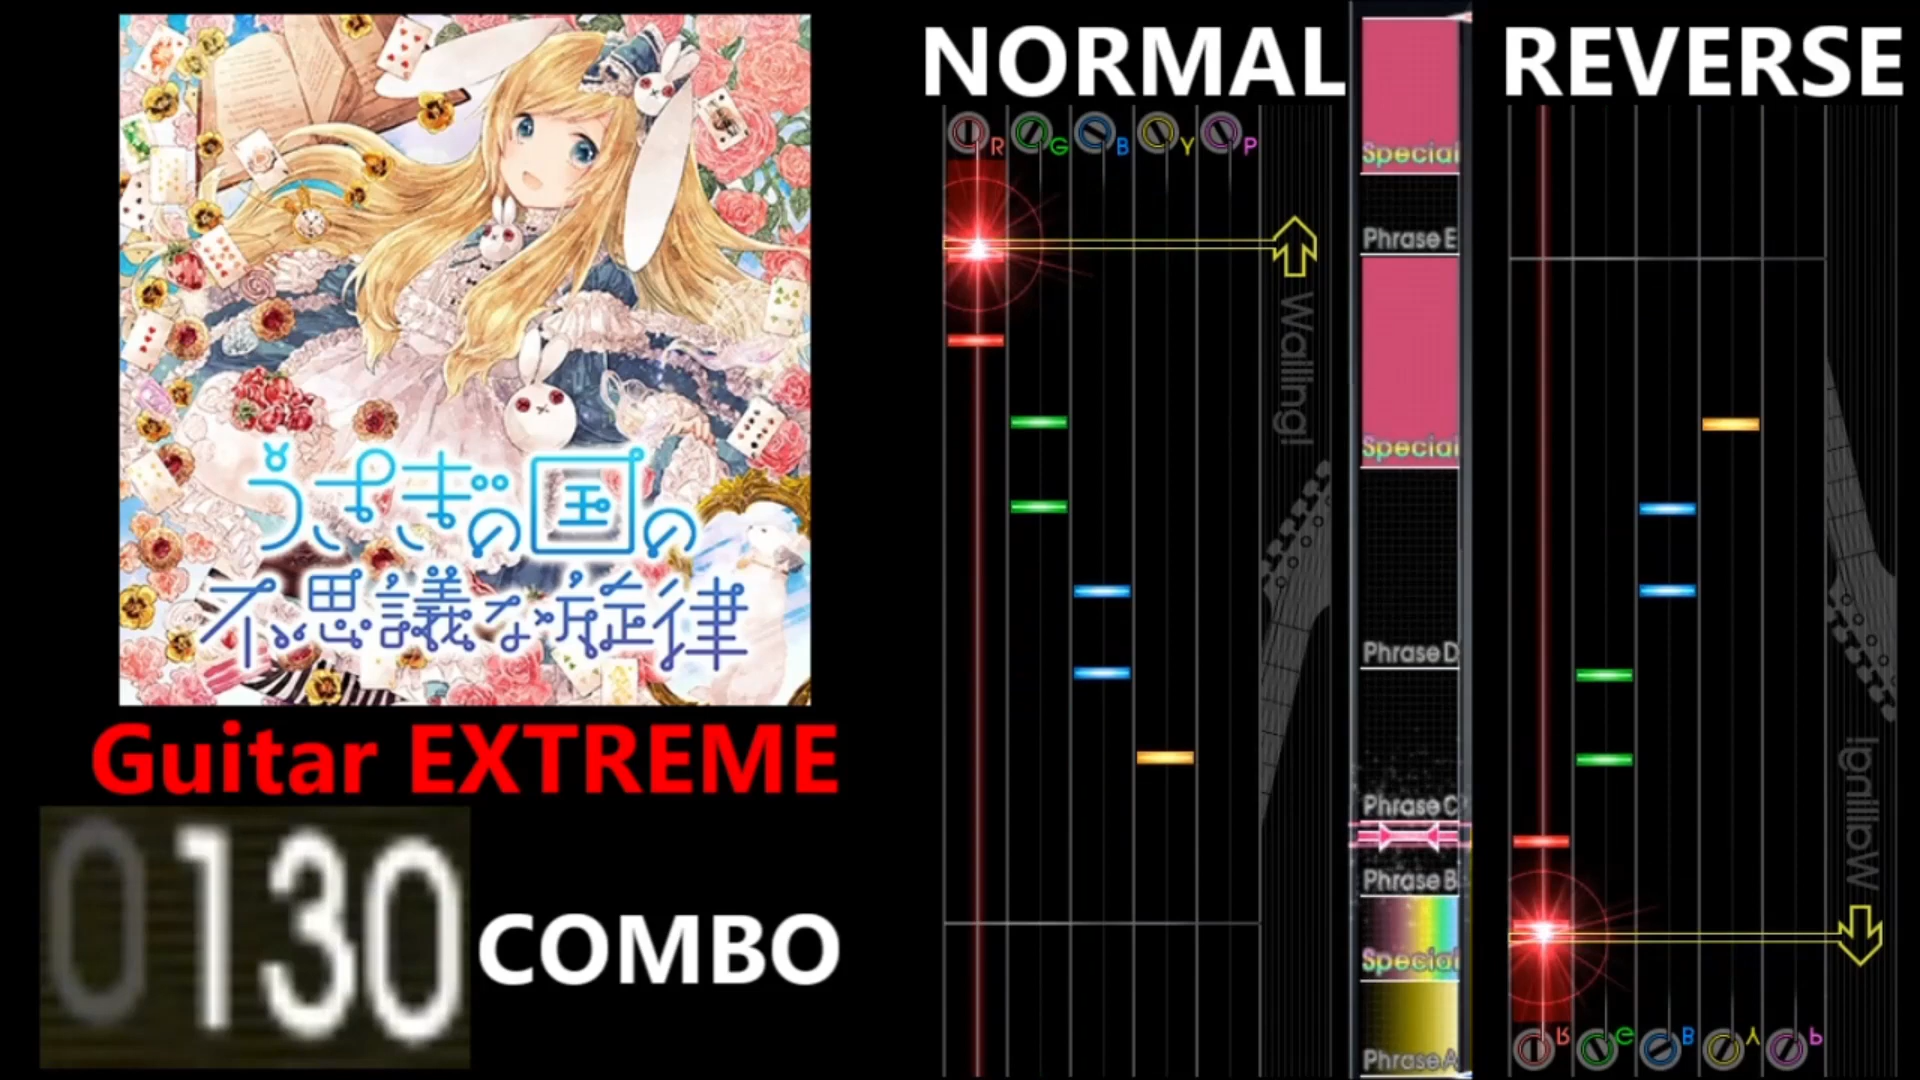 うさぎの国の
不思議な旋律
Guitar EXTREME
0130
COMBO
NORMAL
R G B Y P
Wailing!
Special
Phrase E
Special
Phrase D
Phrase C
Phrase B
Special
Phrase A
REVERSE
Wailing!
R G B Y P